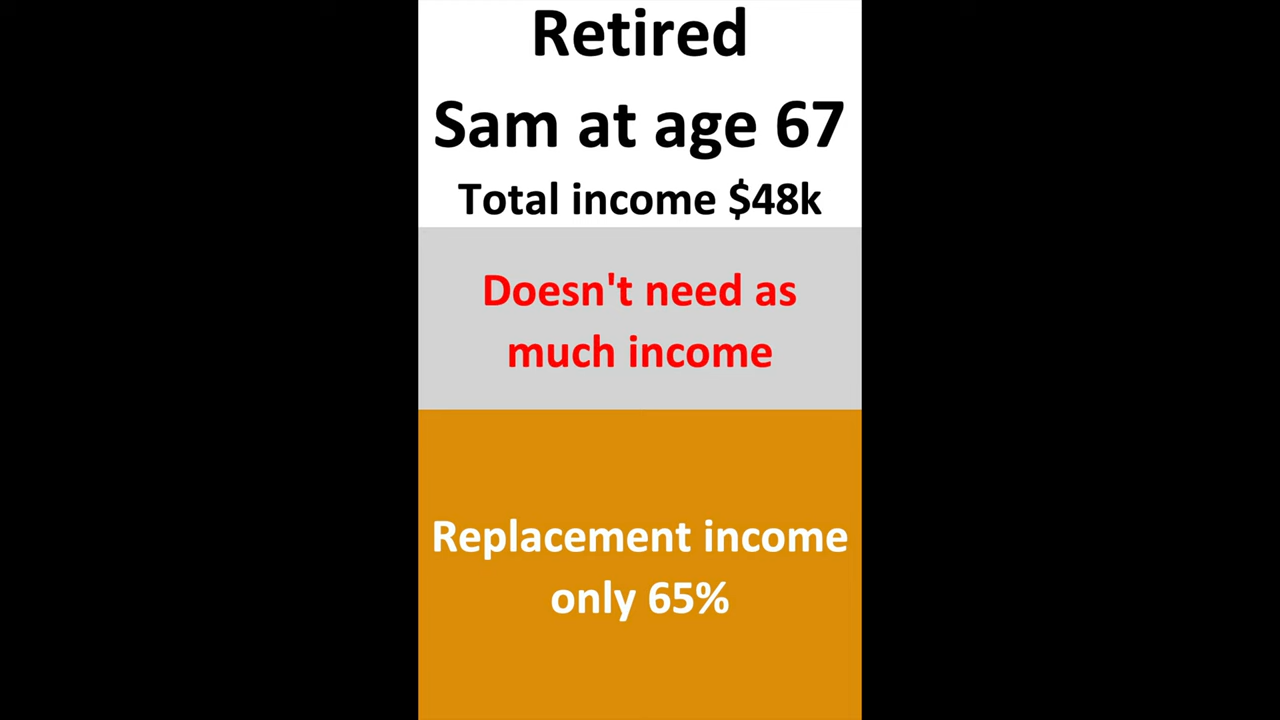 Retired
Sam at age 67
Total income $48k
Doesn't need as
much income
Replacement income
only 65%